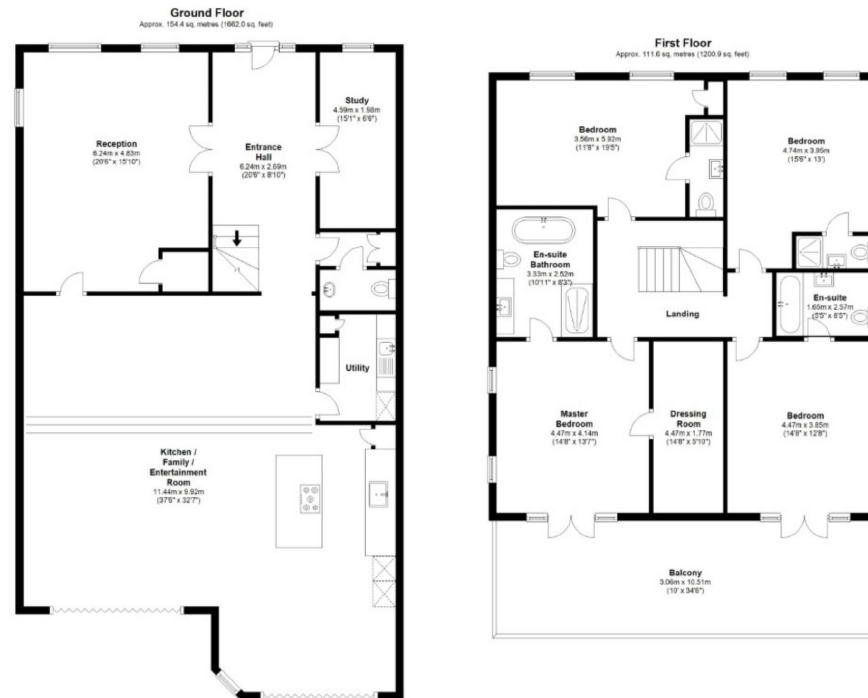 Ground Floor
Approx. 154.4 sq. metres (1662.0 sq. feet)
Reception
6.24m x 4.83m
(20'6" x 15'10")
Entrance
Hall
6.24m x 2.69m
(20'6" x 8'10")
Study
4.59m x 1.98m
(15'1" x 6'6")
Utility
Kitchen /
Family /
Entertainment
Room
11.44m x 9.92m
(37'6" x 32'7")
First Floor
Approx. 111.6 sq. metres (1200.9 sq. feet)
Bedroom
3.56m x 5.92m
(11'8" x 19'5")
Bedroom
4.74m x 3.95m
(15'6" x 13')
En-suite
Bathroom
3.33m x 2.52m
(10'11" x 8'3")
En-suite
1.65m x 2.57m
(5'5" x 8'5")
Landing
Master
Bedroom
4.47m x 4.14m
(14'8" x 13'7")
Dressing
Room
4.47m x 1.77m
(14'8" x 5'10")
Bedroom
4.47m x 3.85m
(14'8" x 12'8")
Balcony
3.06m x 10.51m
(10' x 34'6")